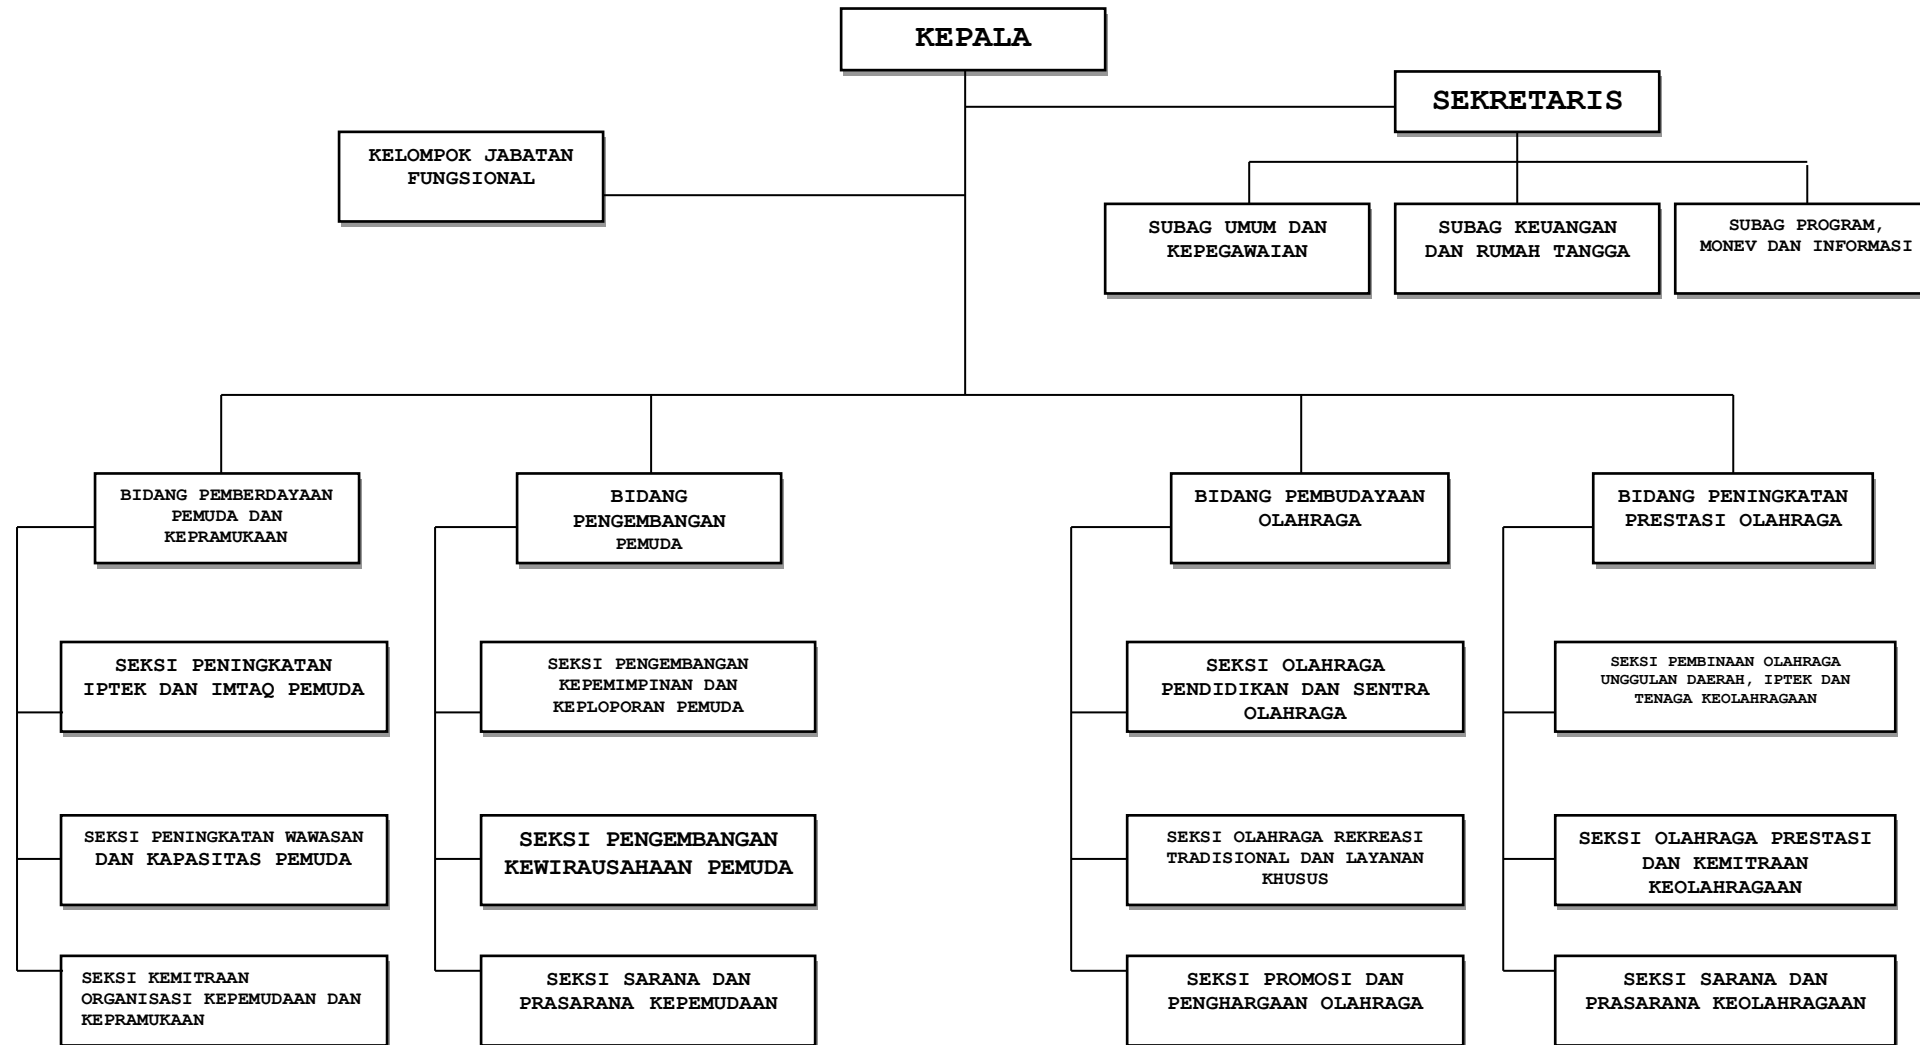 KEPALA
SEKRETARIS
KELOMPOK JABATAN
FUNGSIONAL
SUBAG UMUM DAN
KEPEGAWAIAN
SUBAG KEUANGAN
DAN RUMAH TANGGA
SUBAG PROGRAM,
MONEV DAN INFORMASI
BIDANG PEMBERDAYAAN
PEMUDA DAN
KEPRAMUKAAN
BIDANG
PENGEMBANGAN
PEMUDA
BIDANG PEMBUDAYAAN
OLAHRAGA
BIDANG PENINGKATAN
PRESTASI OLAHRAGA
SEKSI PENINGKATAN
IPTEK DAN IMTAQ PEMUDA
SEKSI PENGEMBANGAN
KEPEMIMPINAN DAN
KEPLOPORAN PEMUDA
SEKSI OLAHRAGA
PENDIDIKAN DAN SENTRA
OLAHRAGA
SEKSI PEMBINAAN OLAHRAGA
UNGGULAN DAERAH, IPTEK DAN
TENAGA KEOLAHRAGAAN
SEKSI PENINGKATAN WAWASAN
DAN KAPASITAS PEMUDA
SEKSI PENGEMBANGAN
KEWIRAUSAHAAN PEMUDA
SEKSI OLAHRAGA REKREASI
TRADISIONAL DAN LAYANAN
KHUSUS
SEKSI OLAHRAGA PRESTASI
DAN KEMITRAAN
KEOLAHRAGAAN
SEKSI KEMITRAAN
ORGANISASI KEPEMUDAAN DAN
KEPRAMUKAAN
SEKSI SARANA DAN
PRASARANA KEPEMUDAAN
SEKSI PROMOSI DAN
PENGHARGAAN OLAHRAGA
SEKSI SARANA DAN
PRASARANA KEOLAHRAGAAN